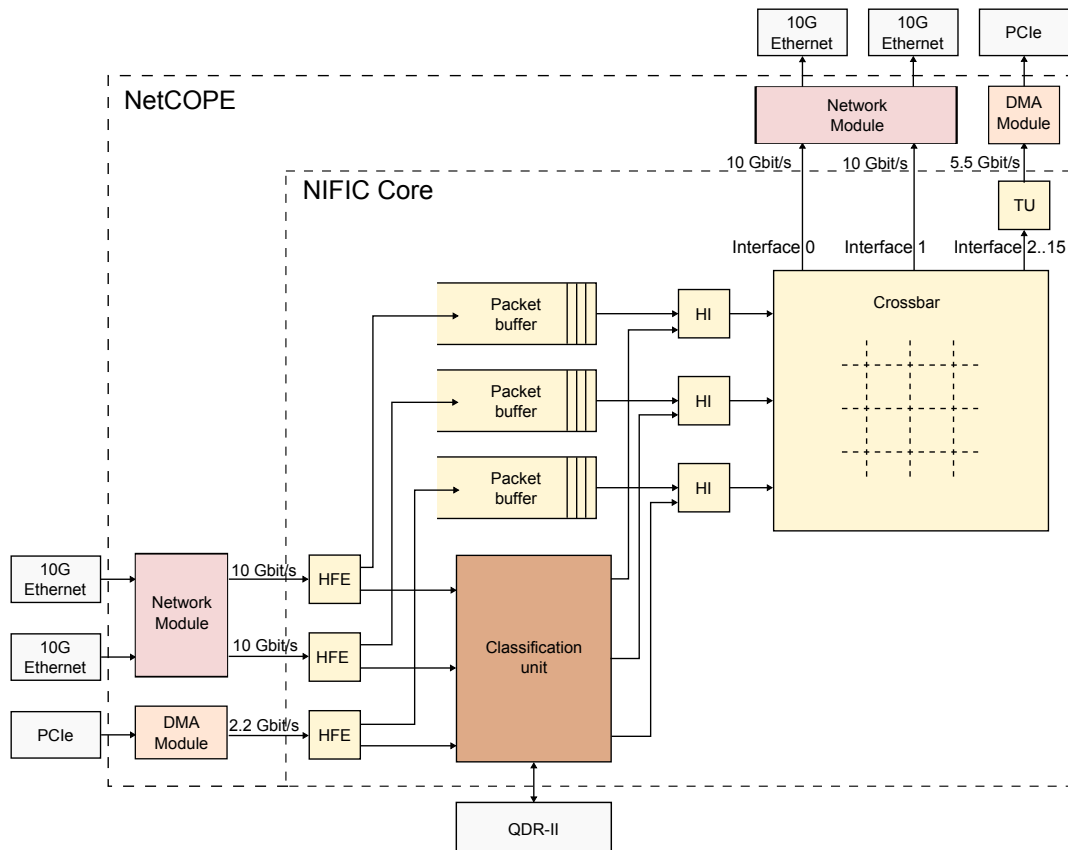 10G
Ethernet
10G
Ethernet
PCIe
NetCOPE
Network
Module
DMA
Module
10 Gbit/s
10 Gbit/s
5.5 Gbit/s
NIFIC Core
TU
Interface 0
Interface 1
Interface 2..15
Packet
buffer
HI
Crossbar
Packet
buffer
HI
Packet
buffer
HI
10G
Ethernet
Network
Module
10 Gbit/s
HFE
10G
Ethernet
10 Gbit/s
HFE
Classification
unit
PCIe
DMA
Module
2.2 Gbit/s
HFE
QDR-II